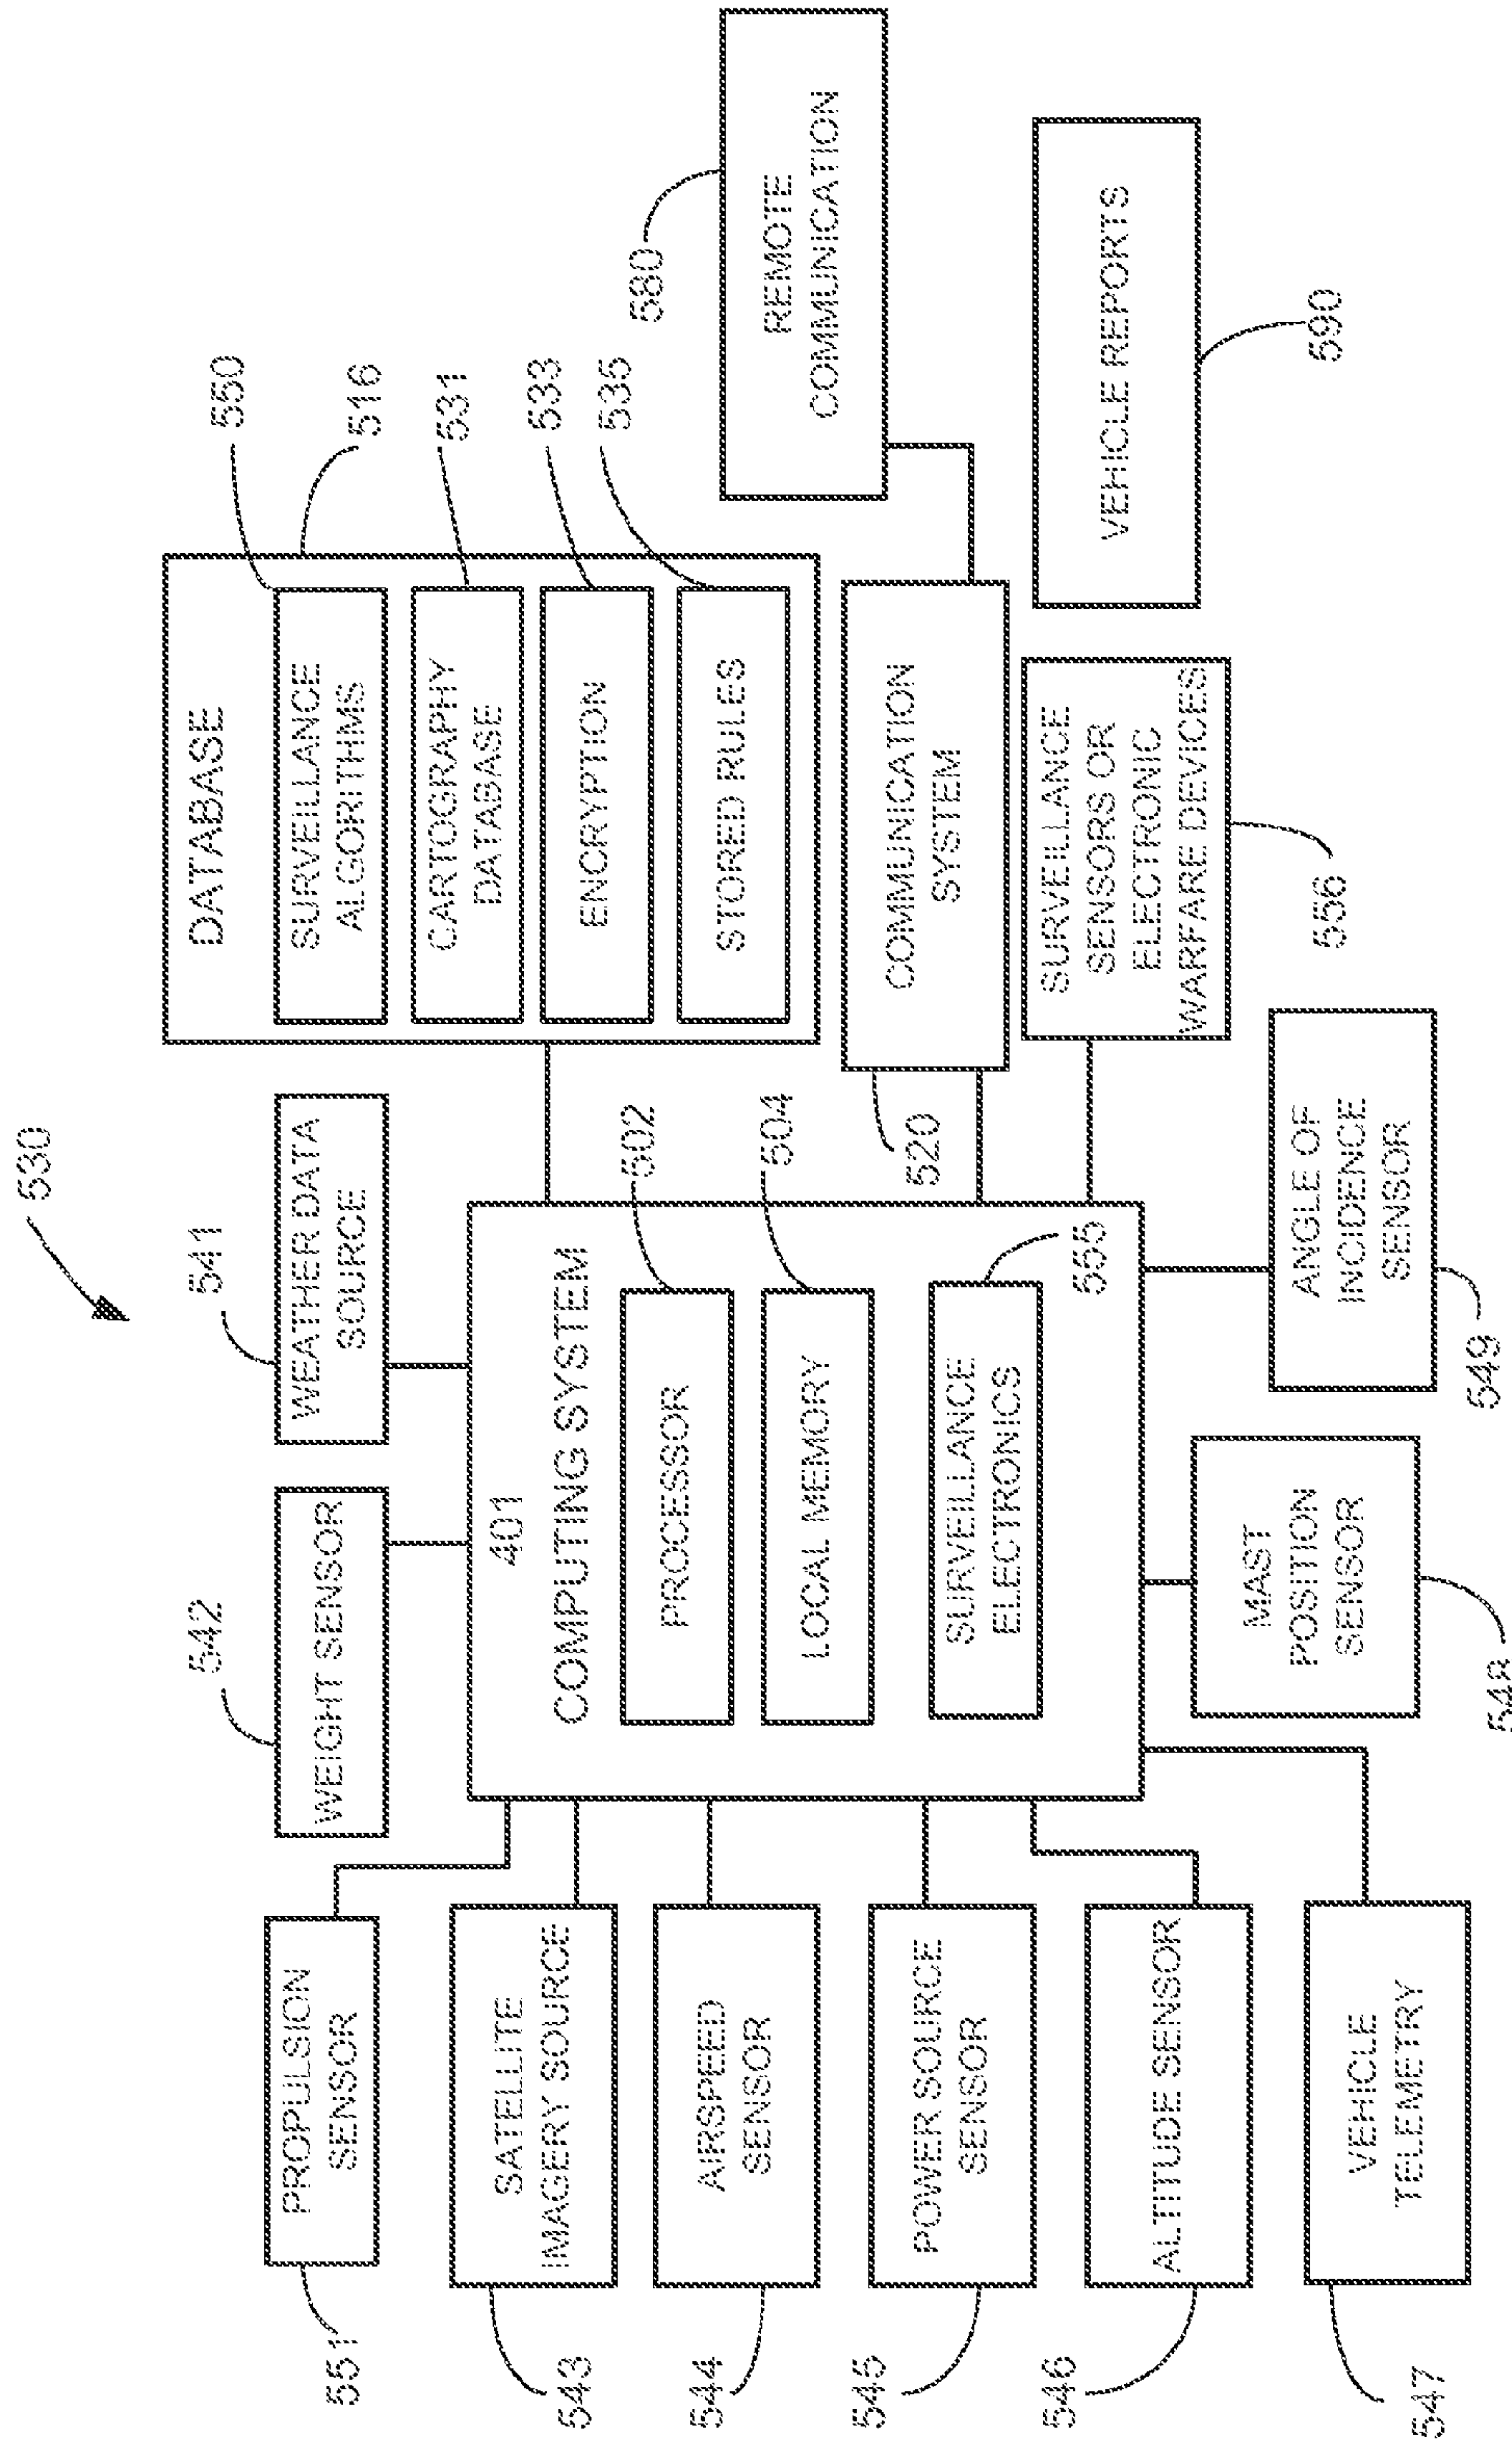 530
541
WEATHER DATA
SOURCE
542
WEIGHT SENSOR
551
PROPULSION
SENSOR
543
SATELLITE
IMAGERY SOURCE
544
AIRSPEED
SENSOR
545
POWER SOURCE
SENSOR
546
ALTITUDE SENSOR
547
VEHICLE
TELEMETRY
401
COMPUTING SYSTEM
PROCESSOR
502
LOCAL MEMORY
504
SURVEILLANCE
ELECTRONICS
555
548
MAST
POSITION
SENSOR
549
ANGLE OF
INCIDENCE
SENSOR
DATABASE
516
SURVEILLANCE
ALGORITHMS
550
CARTOGRAPHY
DATABASE
531
ENCRYPTION
533
STORED RULES
535
COMMUNICATION
SYSTEM
520
SURVEILLANCE
SENSORS OR
ELECTRONIC
WARFARE DEVICES
556
580
REMOTE
COMMUNICATION
VEHICLE REPORTS
590